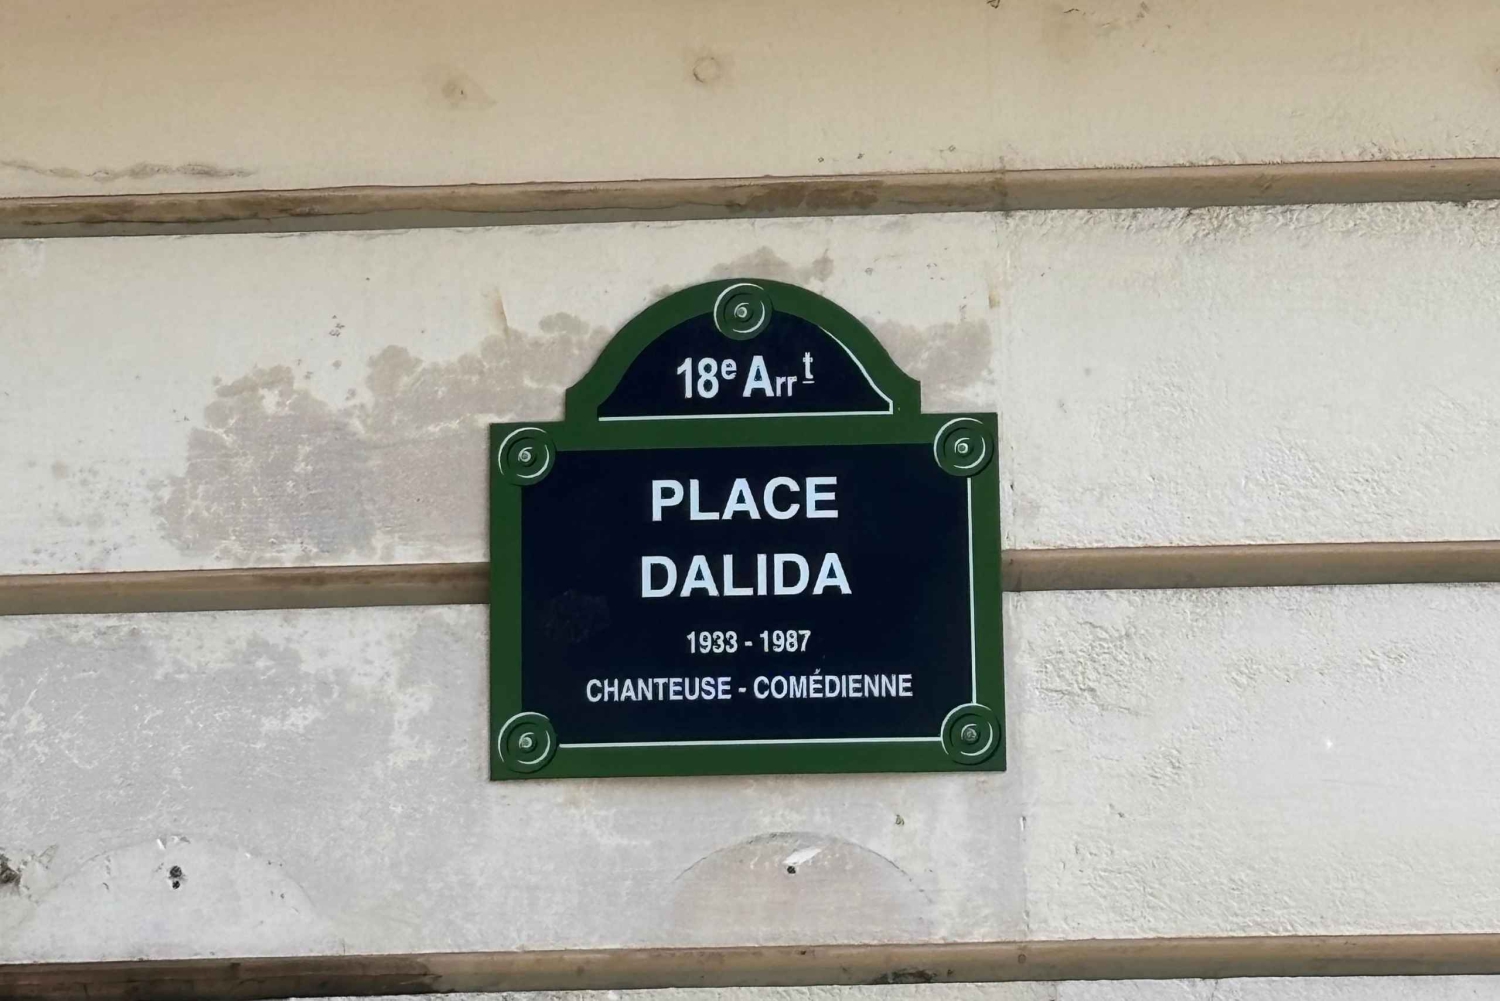 18e Arrt
PLACE
DALIDA
1933 - 1987
CHANTEUSE - COMÉDIENNE